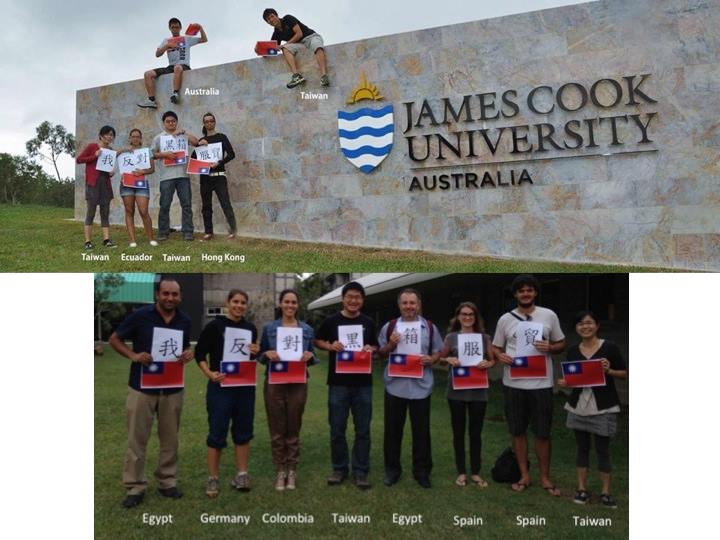 Australia
Taiwan
JAMES COOK
UNIVERSITY
AUSTRALIA
我 反對 黑箱 服貿
Taiwan Ecuador Taiwan Hong Kong
我 反 對 黑 箱 服 貿
Egypt Germany Colombia Taiwan Egypt Spain Spain Taiwan